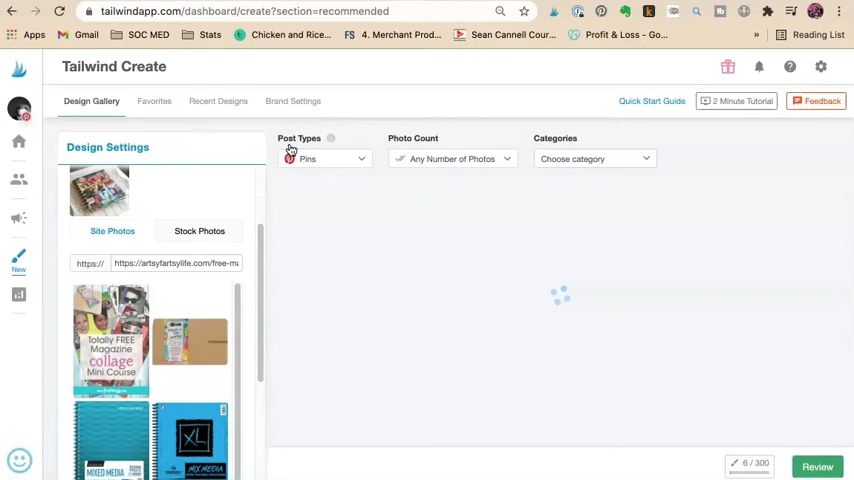 tailwindapp.com/dashboard/create?section=recommended
Apps
Gmail
SOC MED
Stats
Chicken and Rice...
FS 4. Merchant Prod...
Sean Cannell Cour...
Profit & Loss - Go...
»
Reading List
Tailwind Create
Design Gallery
Favorites
Recent Designs
Brand Settings
Quick Start Guide
2 Minute Tutorial
Feedback
Design Settings
Post Types
Photo Count
Categories
Pins
Any Number of Photos
Choose category
Site Photos
Stock Photos
https://
https://artsyfartsylife.com/free-ma
Totally FREE
Magazine
collage
Mini Course
XL
MIXED MEDIA
MIX MEDIA
New
6 / 300
Review